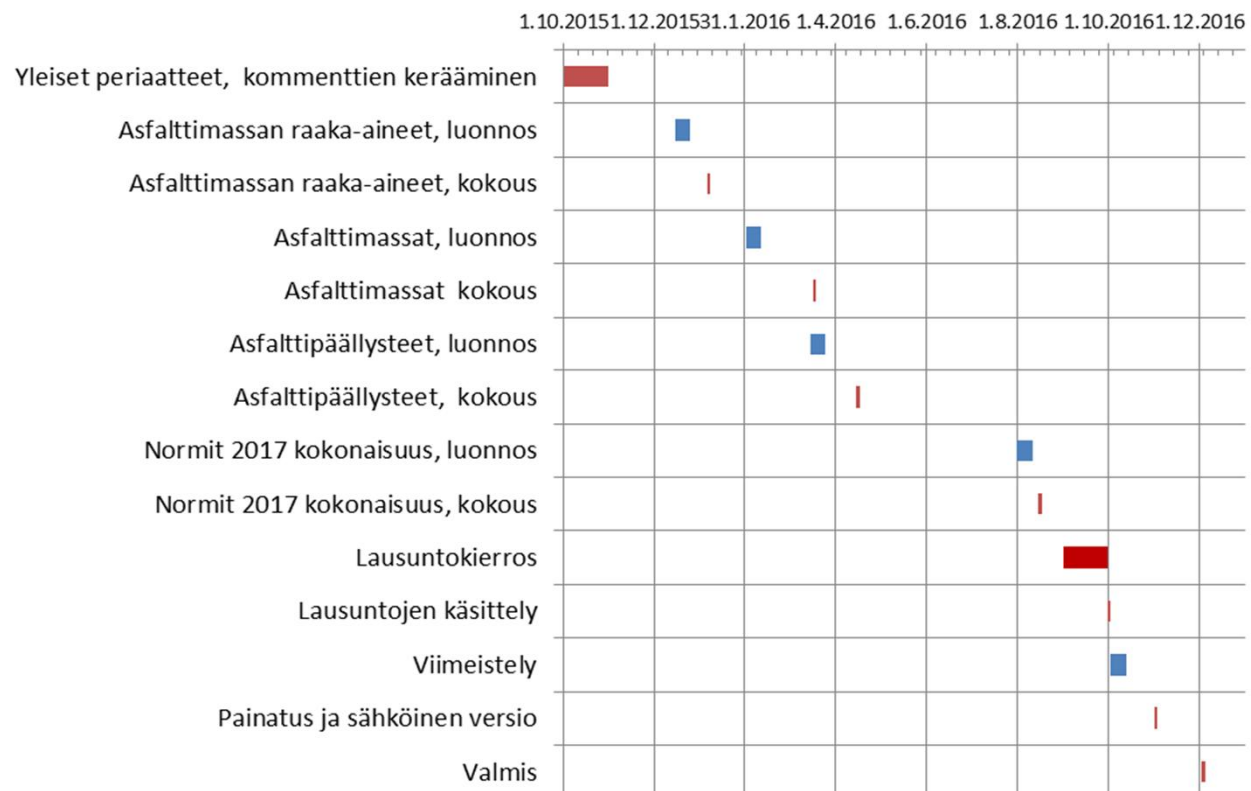 1.10.2015 1.12.2015 31.1.2016 1.4.2016 1.6.2016 1.8.2016 1.10.2016 1.12.2016
Yleiset periaatteet, kommenttien kerääminen
Asfalttimassan raaka-aineet, luonnos
Asfalttimassan raaka-aineet, kokous
Asfalttimassat, luonnos
Asfalttimassat kokous
Asfalttipäällysteet, luonnos
Asfalttipäällysteet, kokous
Normit 2017 kokonaisuus, luonnos
Normit 2017 kokonaisuus, kokous
Lausuntokierros
Lausuntojen käsittely
Viimeistely
Painatus ja sähköinen versio
Valmis